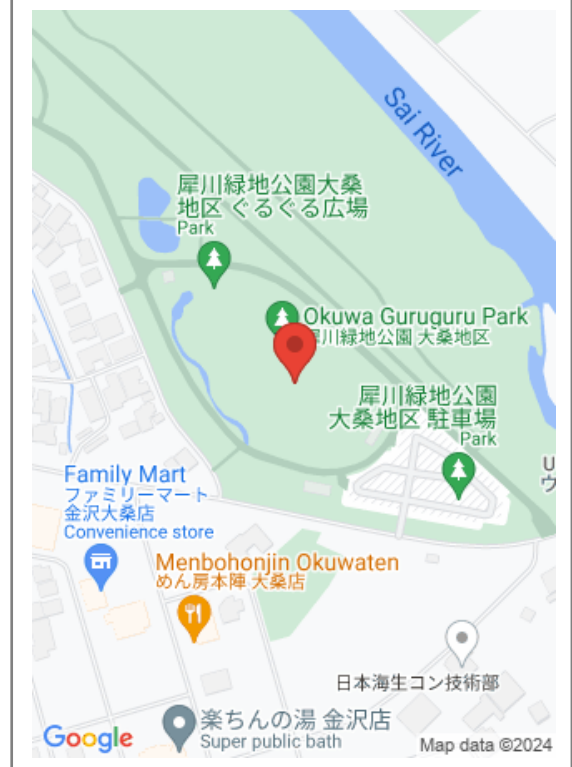 Sai River
犀川緑地公園大桑
地区 ぐるぐる広場
Park
Okuwa Guruguru Park
犀川緑地公園 大桑地区
犀川緑地公園
大桑地区 駐車場
Park
U
ウ
Family Mart
ファミリーマート
金沢大桑店
Convenience store
Menbohonjin Okuwaten
めん房本陣 大桑店
日本海生コン技術部
楽ちんの湯 金沢店
Super public bath
Google
Map data ©2024